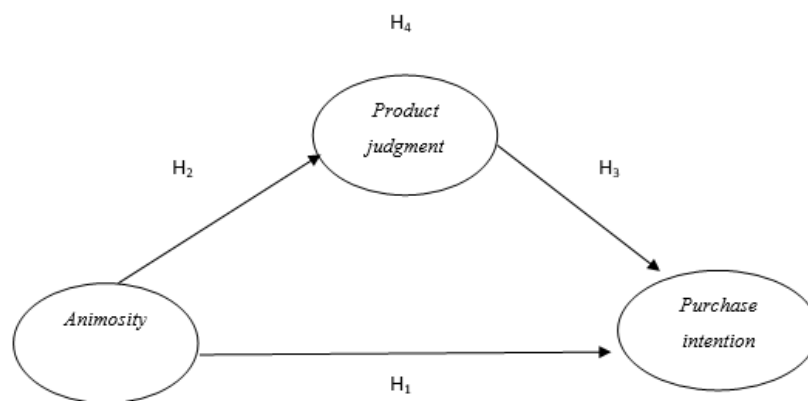 H₄
Product
judgment
H₂
H₃
Animosity
Purchase
intention
H₁